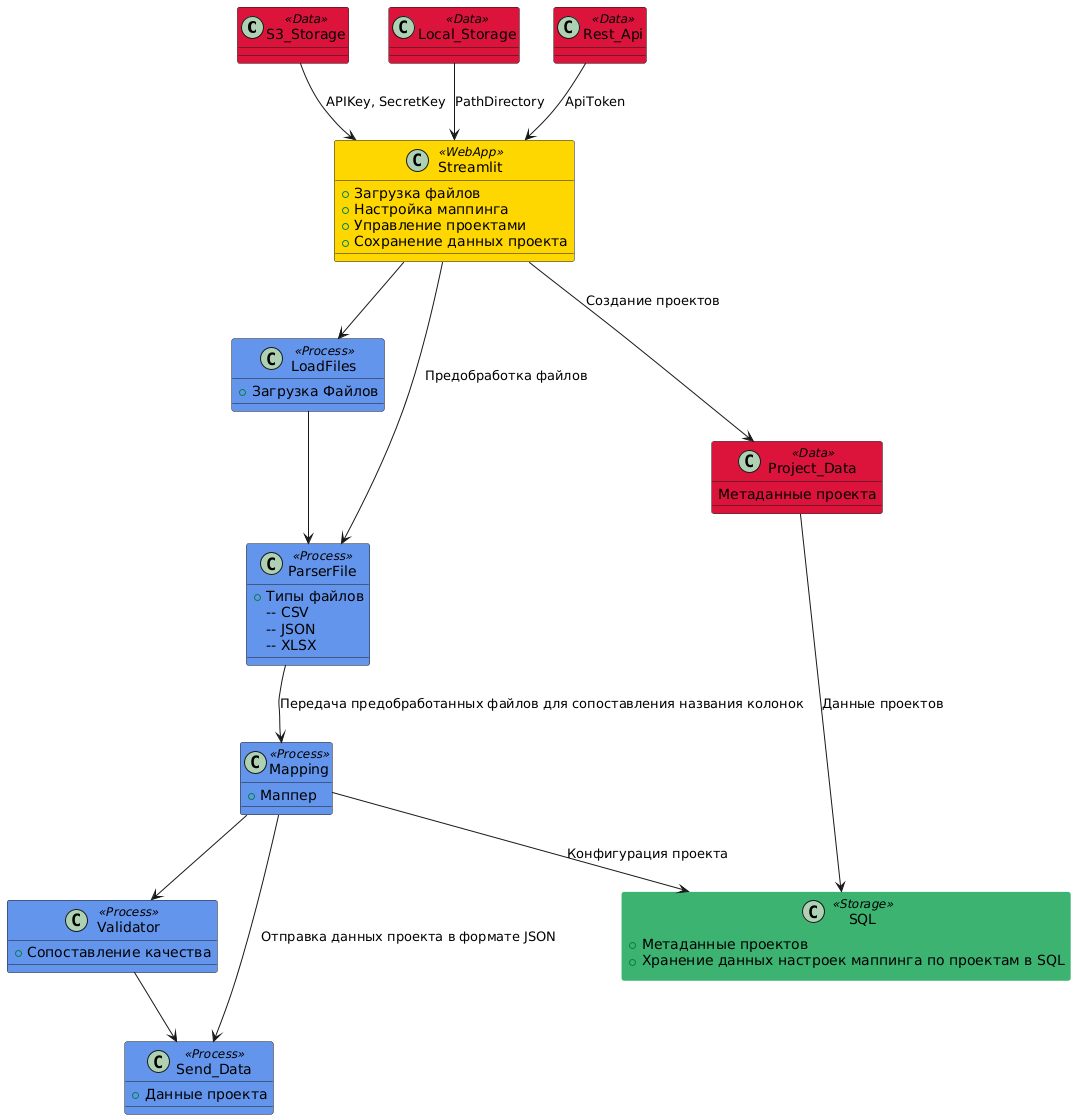 C «Data»
S3_Storage
C «Data»
Local_Storage
C «Data»
Rest_Api
APIKey, SecretKey
PathDirectory
ApiToken
C «WebApp»
Streamlit
Загрузка файлов
Настройка маппинга
Управление проектами
Сохранение данных проекта
Создание проектов
C «Process»
LoadFiles
Загрузка Файлов
Предобработка файлов
C «Data»
Project_Data
Метаданные проекта
C «Process»
ParserFile
Типы файлов
-- CSV
-- JSON
-- XLSX
Передача предобработанных файлов для сопоставления названия колонок
Данные проектов
C «Process»
Mapping
Маппер
Конфигурация проекта
C «Process»
Validator
Сопоставление качества
Отправка данных проекта в формате JSON
C «Storage»
SQL
Метаданные проектов
Хранение данных настроек маппинга по проектам в SQL
C «Process»
Send_Data
Данные проекта